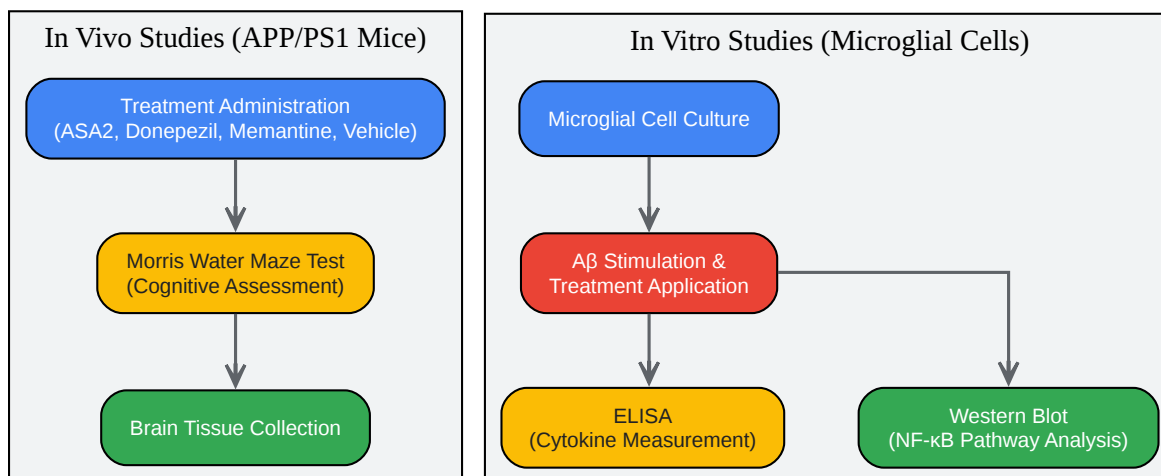 In Vivo Studies (APP/PS1 Mice)
Treatment Administration
(ASA2, Donepezil, Memantine, Vehicle)
Morris Water Maze Test
(Cognitive Assessment)
Brain Tissue Collection
In Vitro Studies (Microglial Cells)
Microglial Cell Culture
Aβ Stimulation &
Treatment Application
ELISA
(Cytokine Measurement)
Western Blot
(NF-κB Pathway Analysis)